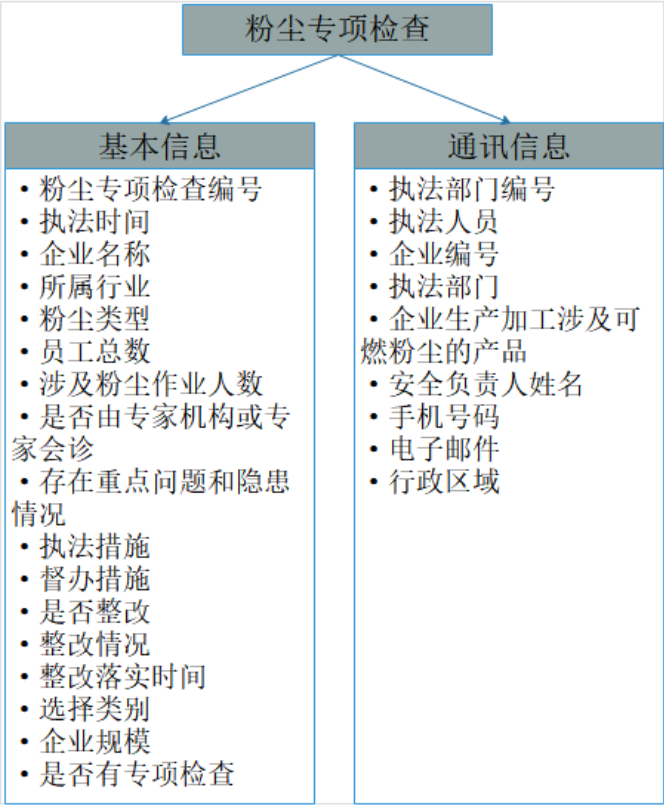 粉尘专项检查
基本信息
•粉尘专项检查编号
•执法时间
•企业名称
•所属行业
•粉尘类型
•员工总数
•涉及粉尘作业人数
•是否由专家机构或专
家会诊
•存在重点问题和隐患
情况
•执法措施
•督办措施
•是否整改
•整改情况
•整改落实时间
•选择类别
•企业规模
•是否有专项检查
通讯信息
•执法部门编号
•执法人员
•企业编号
•执法部门
•企业生产加工涉及可
燃粉尘的产品
•安全负责人姓名
•手机号码
•电子邮件
•行政区域